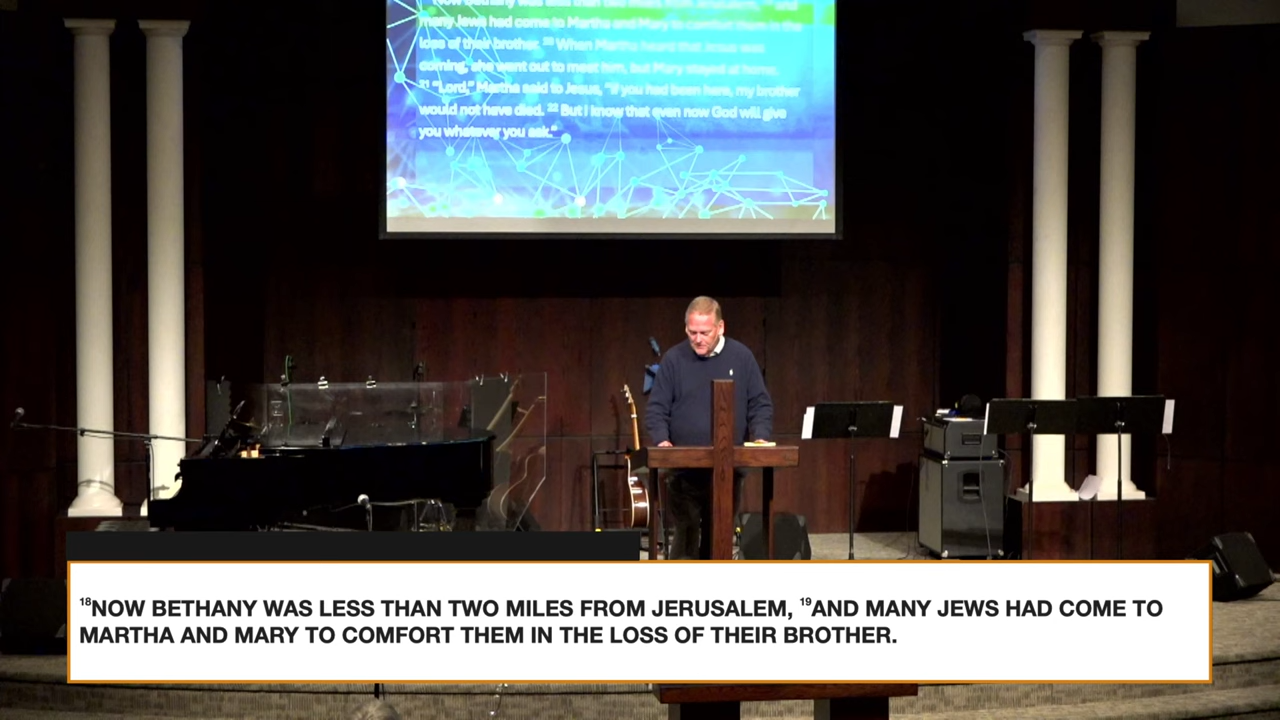 many Jews had come to Martha and Mary to comfort them in the
loss of their brother. 20 When Martha heard that Jesus was
coming, she went out to meet him, but Mary stayed at home.
21 "Lord," Martha said to Jesus, "if you had been here, my brother
would not have died. 22 But I know that even now God will give
you whatever you ask."
18NOW BETHANY WAS LESS THAN TWO MILES FROM JERUSALEM, 19AND MANY JEWS HAD COME TO
MARTHA AND MARY TO COMFORT THEM IN THE LOSS OF THEIR BROTHER.